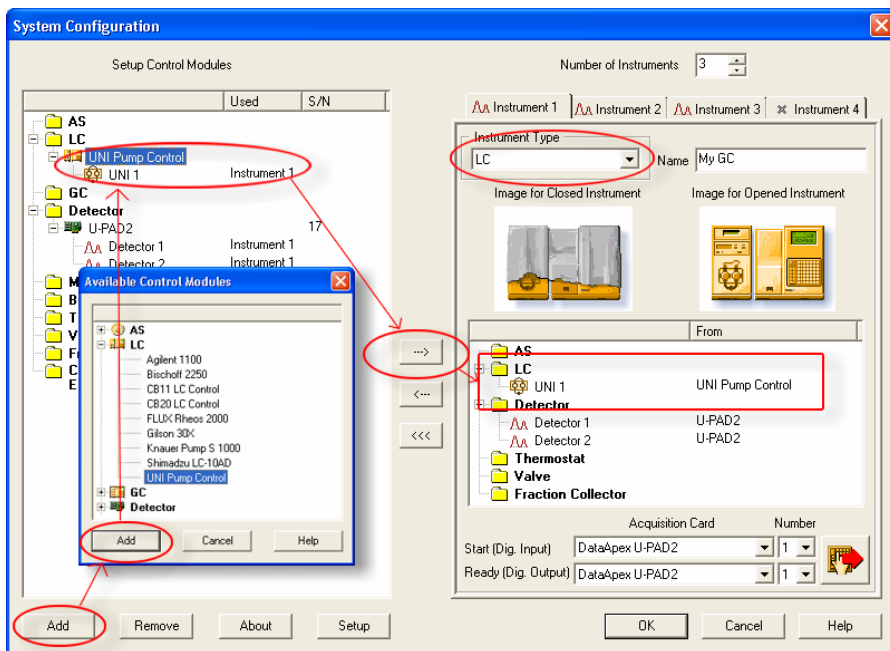 System Configuration
Setup Control Modules
Number of Instruments 3
Used S/N
AS
LC
UNI Pump Control
UNI 1 Instrument 1
GC
Detector
U-PAD2 17
Detector 1 Instrument 1
Detector 2 Instrument 1
M
B
T
V
Fr
C
E
Available Control Modules
AS
LC
Agilent 1100
Bischoff 2250
CB11 LC Control
CB20 LC Control
FLUX Rheos 2000
Gilson 30X
Knauer Pump S 1000
Shimadzu LC-10AD
UNI Pump Control
GC
Detector
Add Cancel Help
Add Remove About Setup
--->
<---
<<<
Instrument 1 Instrument 2 Instrument 3 Instrument 4
Instrument Type
LC Name My GC
Image for Closed Instrument Image for Opened Instrument
From
AS
LC
UNI 1 UNI Pump Control
Detector
Detector 1 U-PAD2
Detector 2 U-PAD2
Thermostat
Valve
Fraction Collector
Acquisition Card Number
Start (Dig. Input) DataApex U-PAD2 1
Ready (Dig. Output) DataApex U-PAD2 1
OK Cancel Help